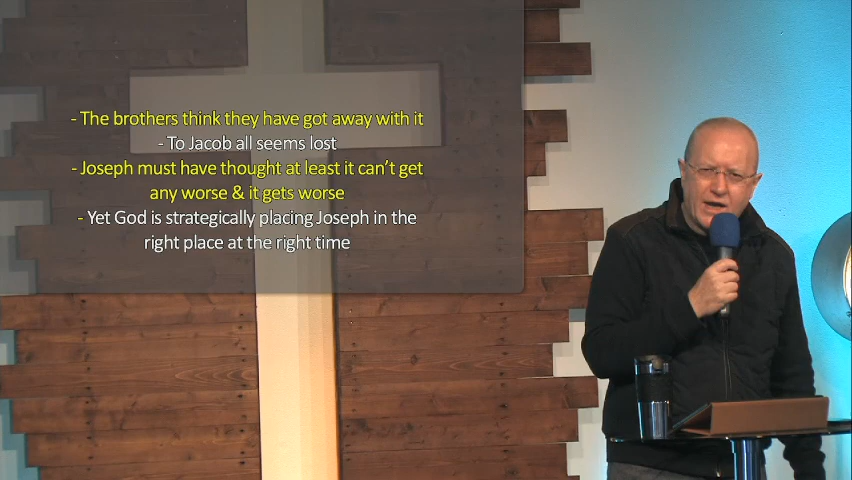 - The brothers think they have got away with it
- To Jacob all seems lost
- Joseph must have thought at least it can't get
any worse & it gets worse
- Yet God is strategically placing Joseph in the
right place at the right time